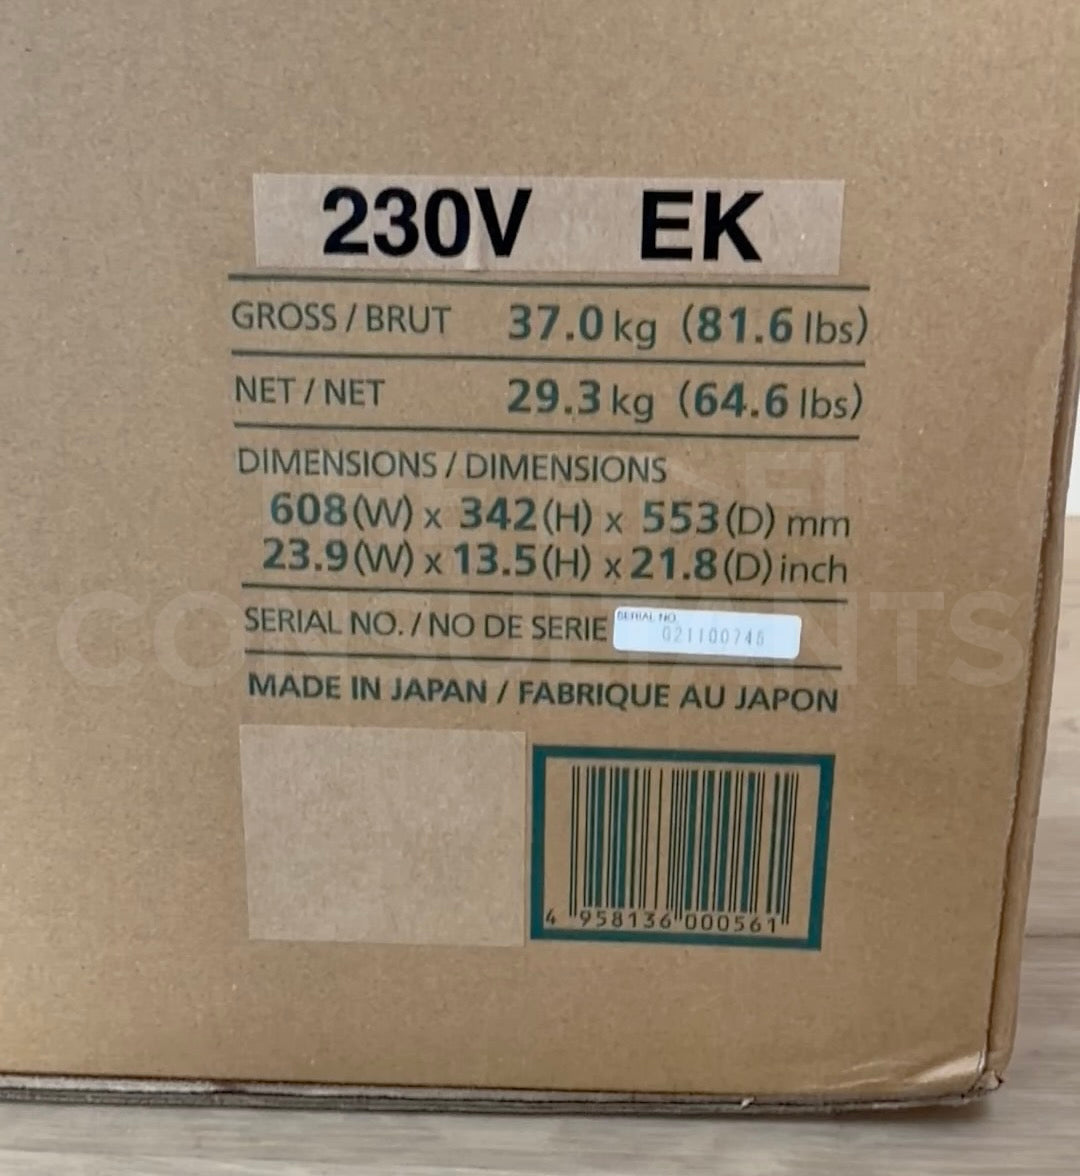 230V EK
GROSS / BRUT 37.0 kg (81.6 lbs)
NET / NET 29.3 kg (64.6 lbs)
DIMENSIONS / DIMENSIONS
608 (W) x 342 (H) x 553 (D) mm
23.9 (W) x 13.5 (H) x 21.8 (D) inch
SERIAL NO. / NO DE SERIE SERIAL NO.
MADE IN JAPAN / FABRIQUE AU JAPON
4 958136 000561
CONSULTANTS